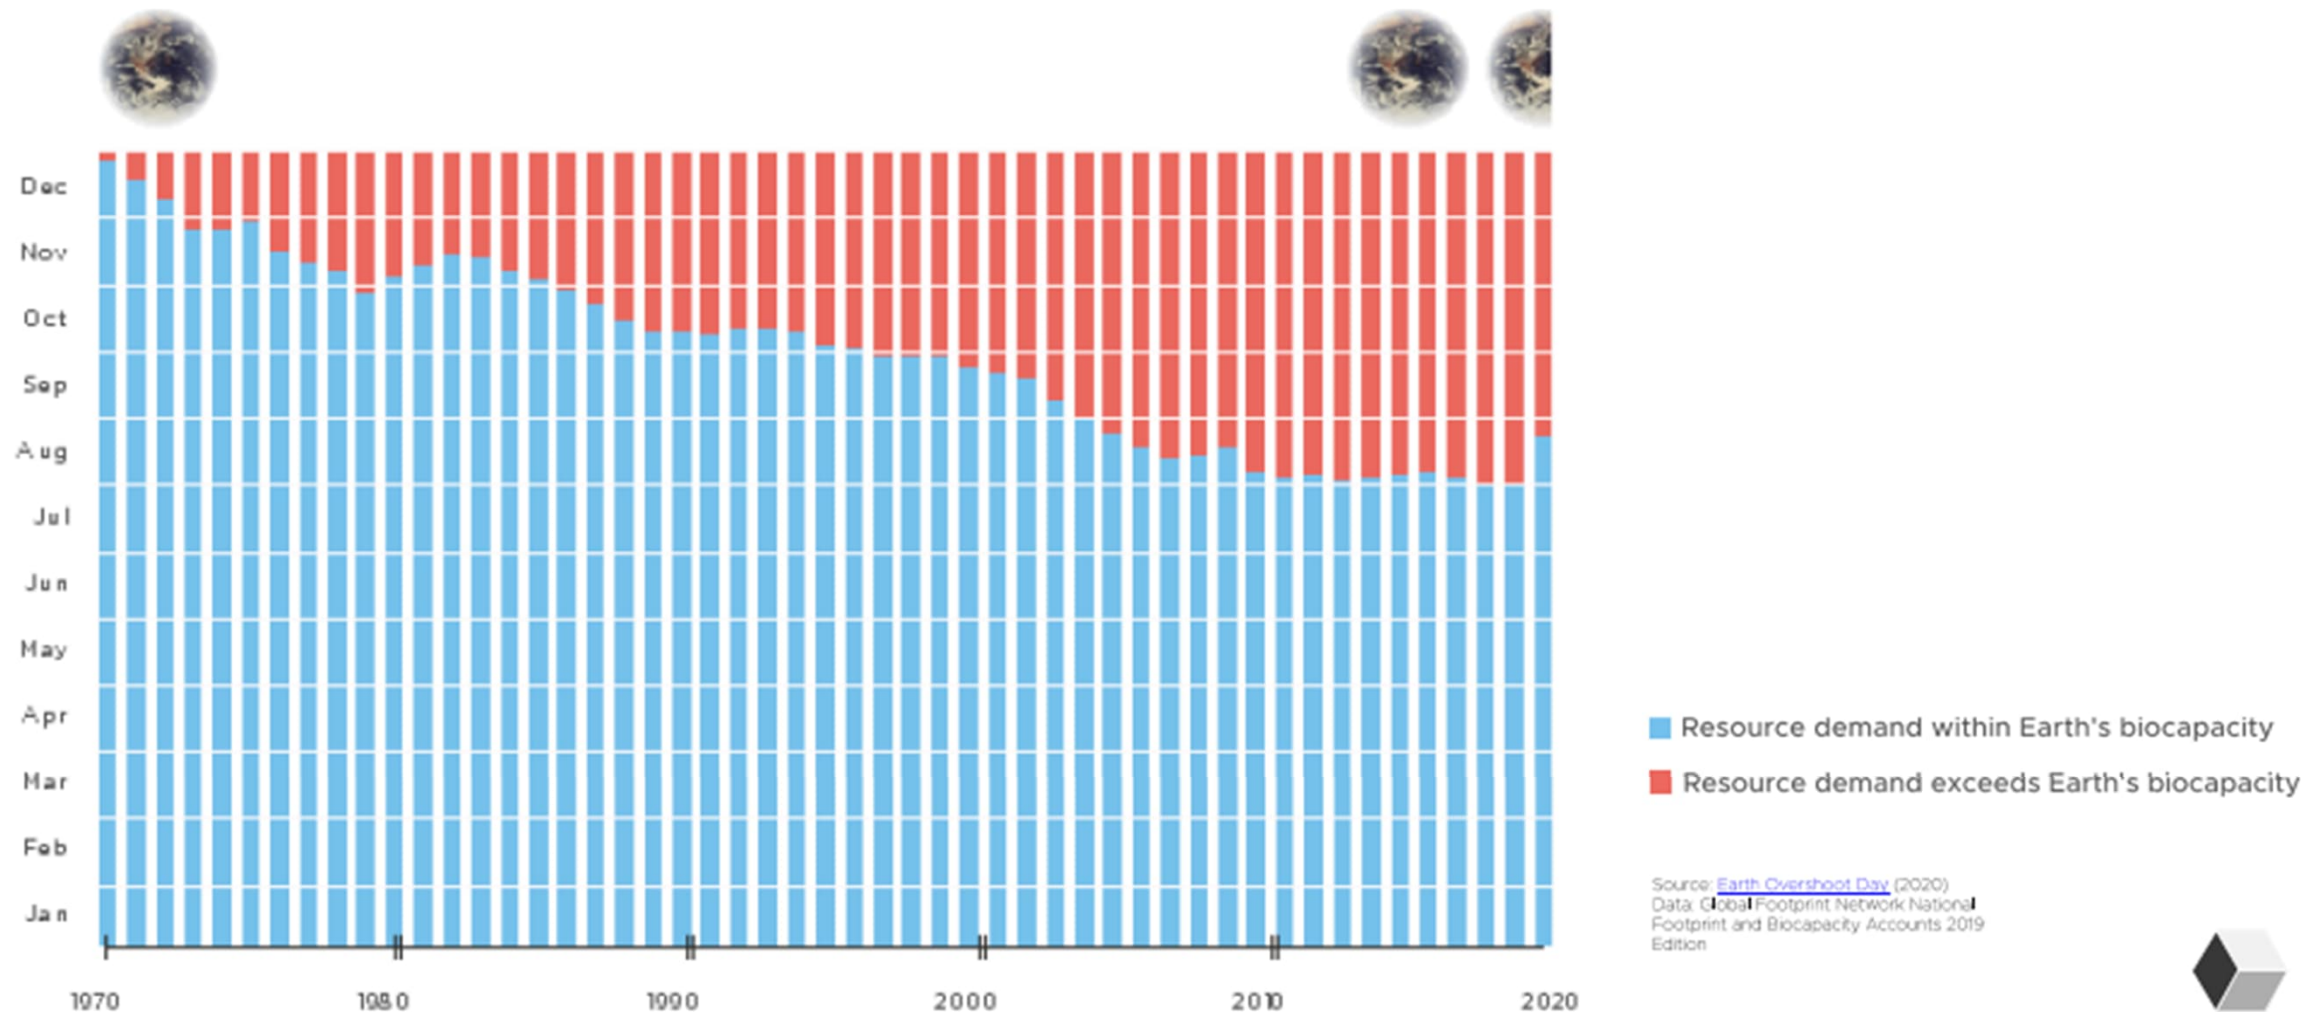 Dec
Nov
Oct
Sep
Aug
Jul
Jun
May
Apr
Mar
Feb
Jan
1970 1980 1990 2000 2010 2020
Resource demand within Earth's biocapacity
Resource demand exceeds Earth's biocapacity
Source: Earth Overshoot Day (2020)
Data: Global Footprint Network National
Footprint and Biocapacity Accounts 2019
Edition